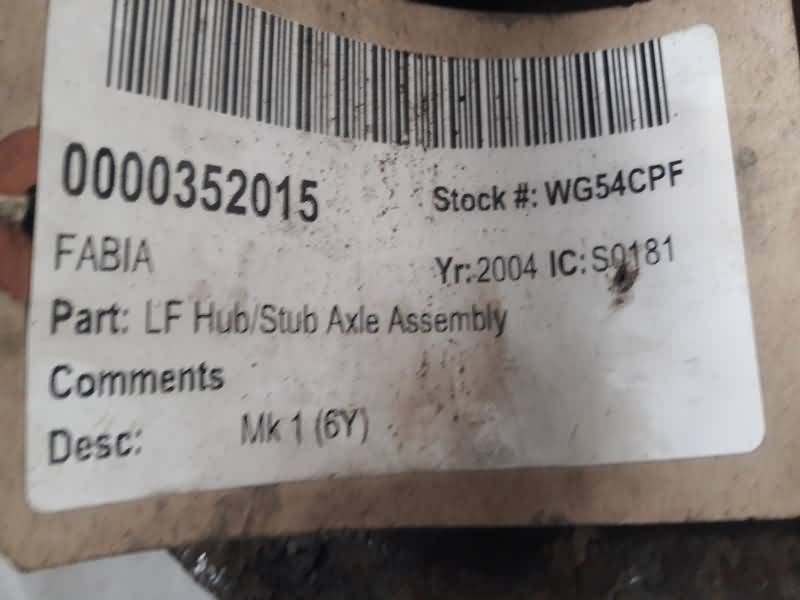 0000352015
Stock #: WG54CPF
FABIA
Yr: 2004 IC: S0181
Part: LF Hub/Stub Axle Assembly
Comments
Desc: Mk 1 (6Y)